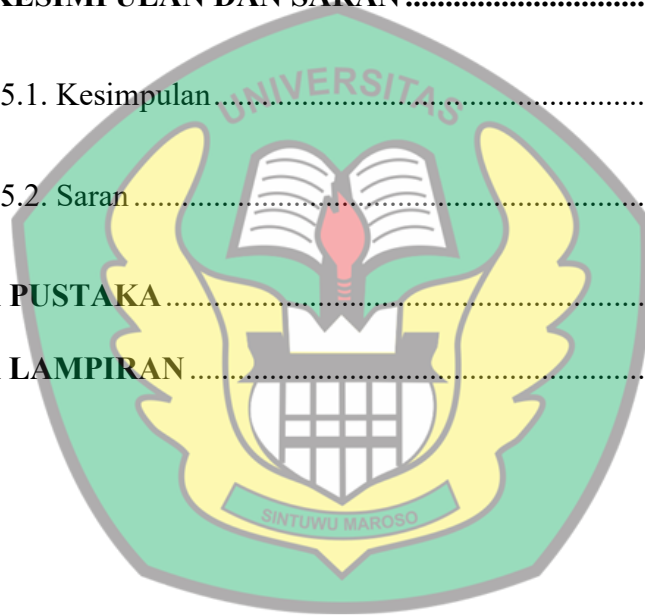 KESIMPULAN DAN SARAN..............................
UNIVERSITAS
5.1. Kesimpulan......................................................
5.2. Saran................................................................
PUSTAKA............................................................
LAMPIRAN.........................................................
SINTUWU MAROSO